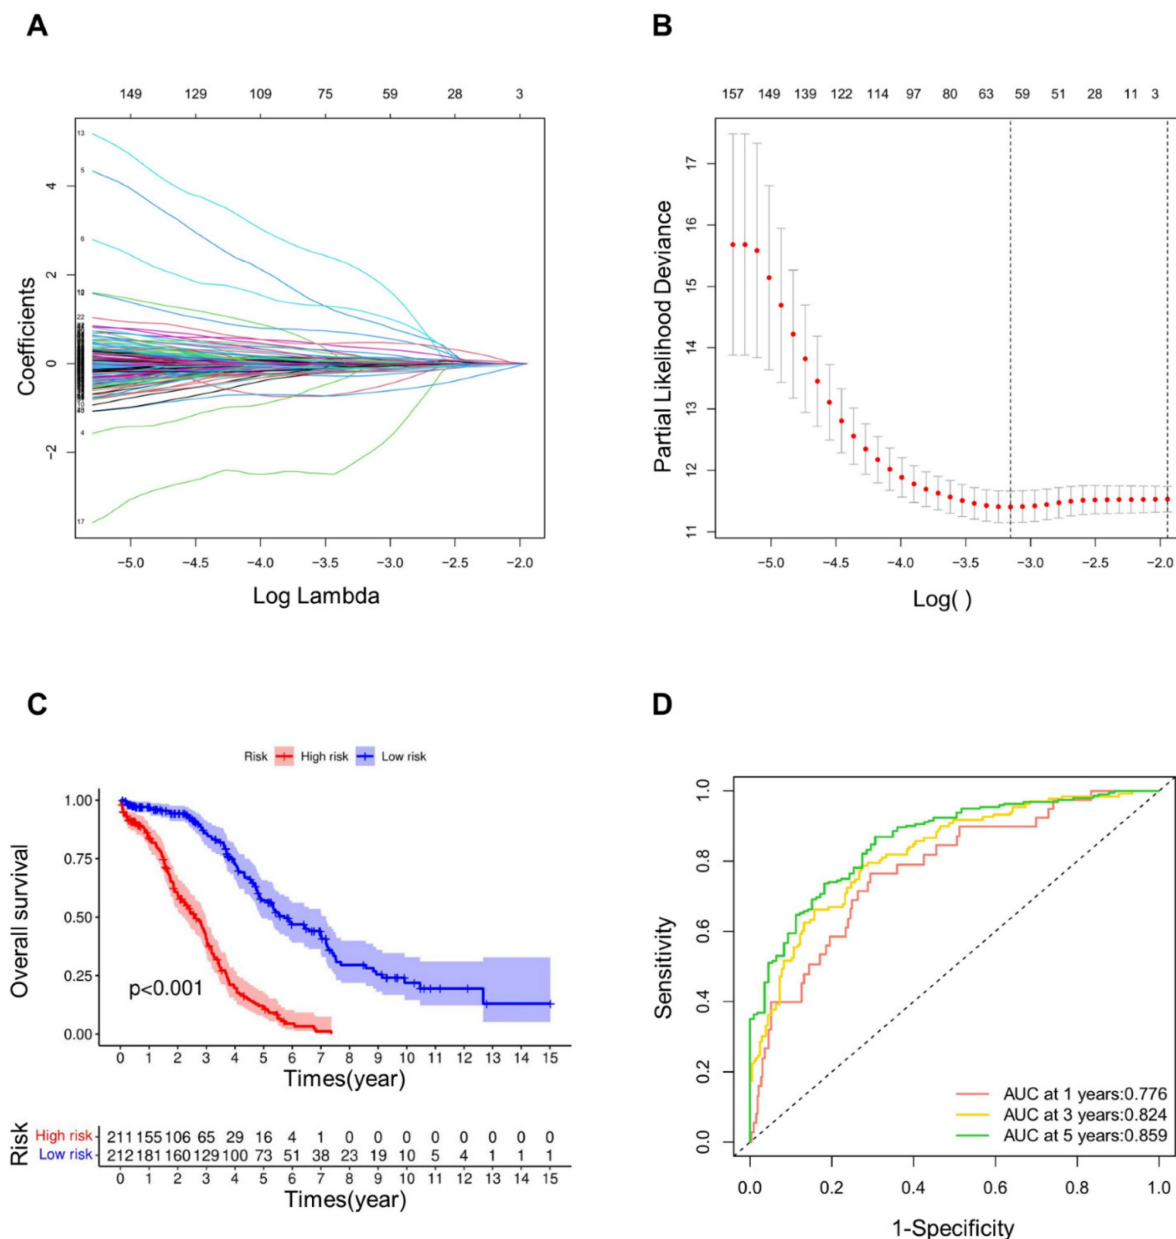 A
149 129 109 75 59 28 3
13
5
6
22
4
17
4
2
0
−2
Coefficients
−5.0 −4.5 −4.0 −3.5 −3.0 −2.5 −2.0
Log Lambda
B
157 149 139 122 114 97 80 63 59 51 28 11 3
17
16
15
14
13
12
11
Partial Likelihood Deviance
−5.0 −4.5 −4.0 −3.5 −3.0 −2.5 −2.0
Log( )
C
Risk High risk Low risk
1.00
0.75
0.50
0.25
0.00
Overall survival
p<0.001
0 1 2 3 4 5 6 7 8 9 10 11 12 13 14 15
Times(year)
Risk
High risk 211 155 106 65 29 16 4 1 0 0 0 0 0 0 0 0
Low risk 212 181 160 129 100 73 51 38 23 19 10 5 4 1 1 1
0 1 2 3 4 5 6 7 8 9 10 11 12 13 14 15
Times(year)
D
1.0
0.8
0.6
0.4
0.2
0.0
Sensitivity
AUC at 1 years:0.776
AUC at 3 years:0.824
AUC at 5 years:0.859
0.0 0.2 0.4 0.6 0.8 1.0
1-Specificity